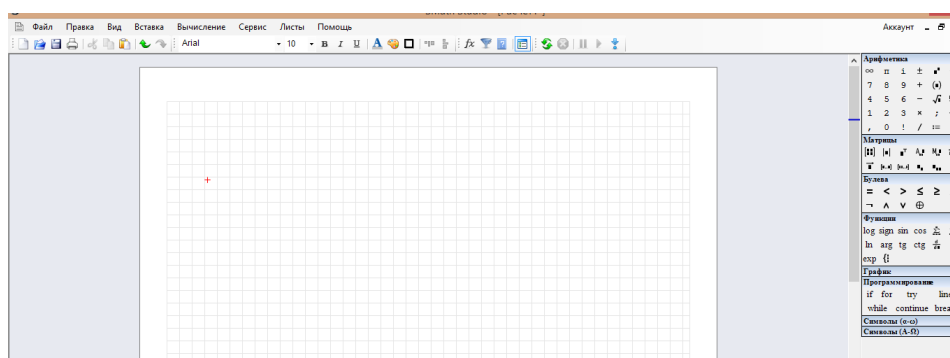 Файл Правка Вид Вставка Вычисление Сервис Листы Помощь Аккаунт
Arial 10 B I U A fx
Арифметика
∞ π i ±
7 8 9 + (▪)
4 5 6 −
1 2 3 × ;
, 0 ! / :=
Матрицы
Булева
= < > ≤ ≥
¬ ∧ ∨ ⊕
Функции
log sign sin cos
ln arg tg ctg
exp
График
Программирование
if for try line
while continue brea
Символы (α-ω)
Символы (Α-Ω)